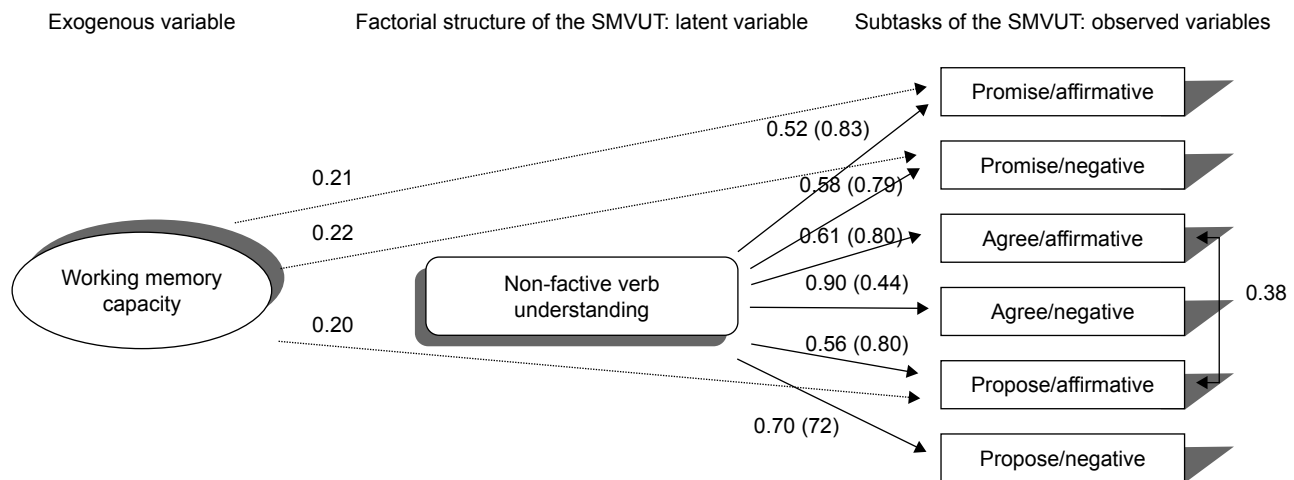 Exogenous variable
Factorial structure of the SMVUT: latent variable
Subtasks of the SMVUT: observed variables
Promise/affirmative
0.52 (0.83)
Promise/negative
0.21
0.58 (0.79)
0.22
0.61 (0.80)
Agree/affirmative
Working memory
capacity
Non-factive verb
understanding
0.90 (0.44)
Agree/negative
0.38
0.20
0.56 (0.80)
Propose/affirmative
0.70 (72)
Propose/negative